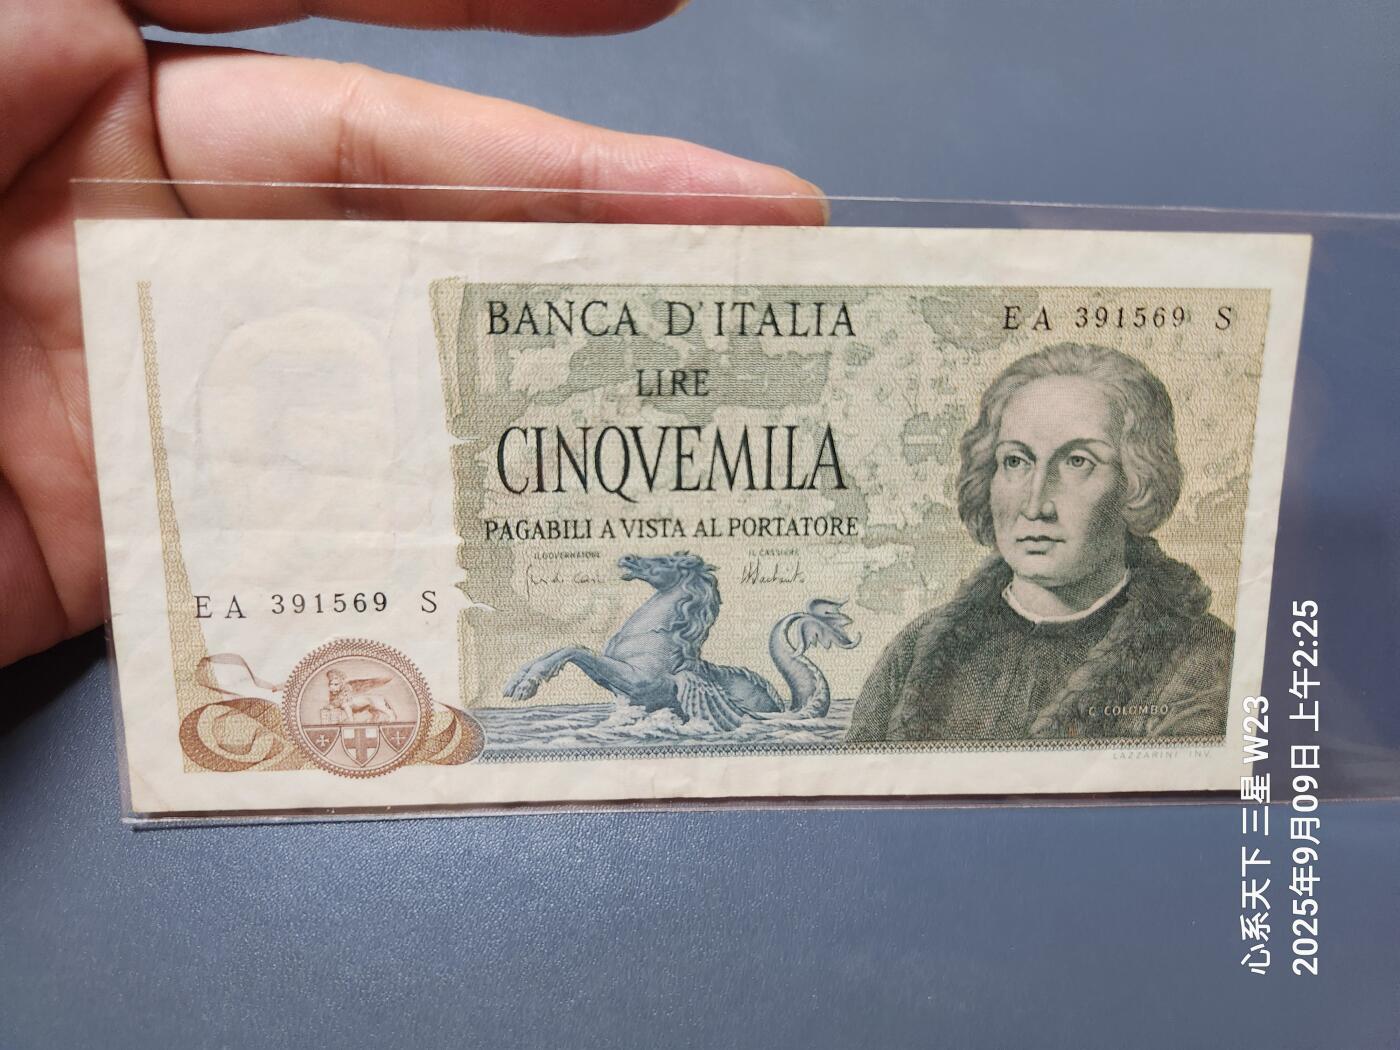 BANCA D'ITALIA
EA 391569 S
LIRE
CINQVEMILA
PAGABILI A VISTA AL PORTATORE
IL GOVERNATORE
IL CASSIERE
EA 391569 S
C. COLOMBO
LAZZARINI INV.
心系天下 三星 W23
2025年9月09日 上午2:25